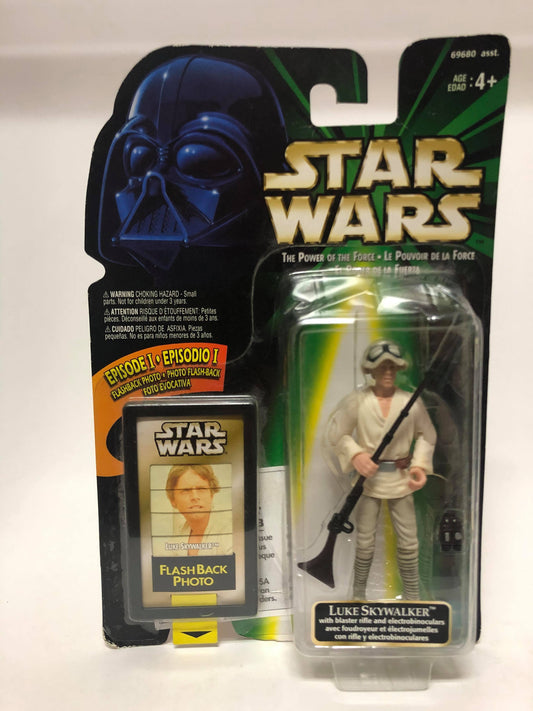 69680 asst.
AGE
EDAD : 4+
STAR
WARS
THE POWER OF THE FORCE • LE POUVOIR DE LA FORCE
EL PODER DE LA FUERZA
⚠ WARNING CHOKING HAZARD - Small
parts. Not for children under 3 years.
⚠ ATTENTION RISQUE D'ÉTOUFFEMENT. Petites
pièces. Déconseillé aux enfants de moins de 3 ans.
⚠ CUIDADO PELIGRO DE ASFIXIA. Piezas
pequeñas. No es para niños menores de 3 años.
EPISODE I • EPISODIO I
FLASHBACK PHOTO • PHOTO FLASH-BACK
FOTO EVOCATIVA
STAR
WARS
LUKE SKYWALKER™
FLASHBACK
PHOTO
LUKE SKYWALKER™
with blaster rifle and electrobinoculars
avec foudroyeur et électrojumelles
con rifle y electrobinoculares